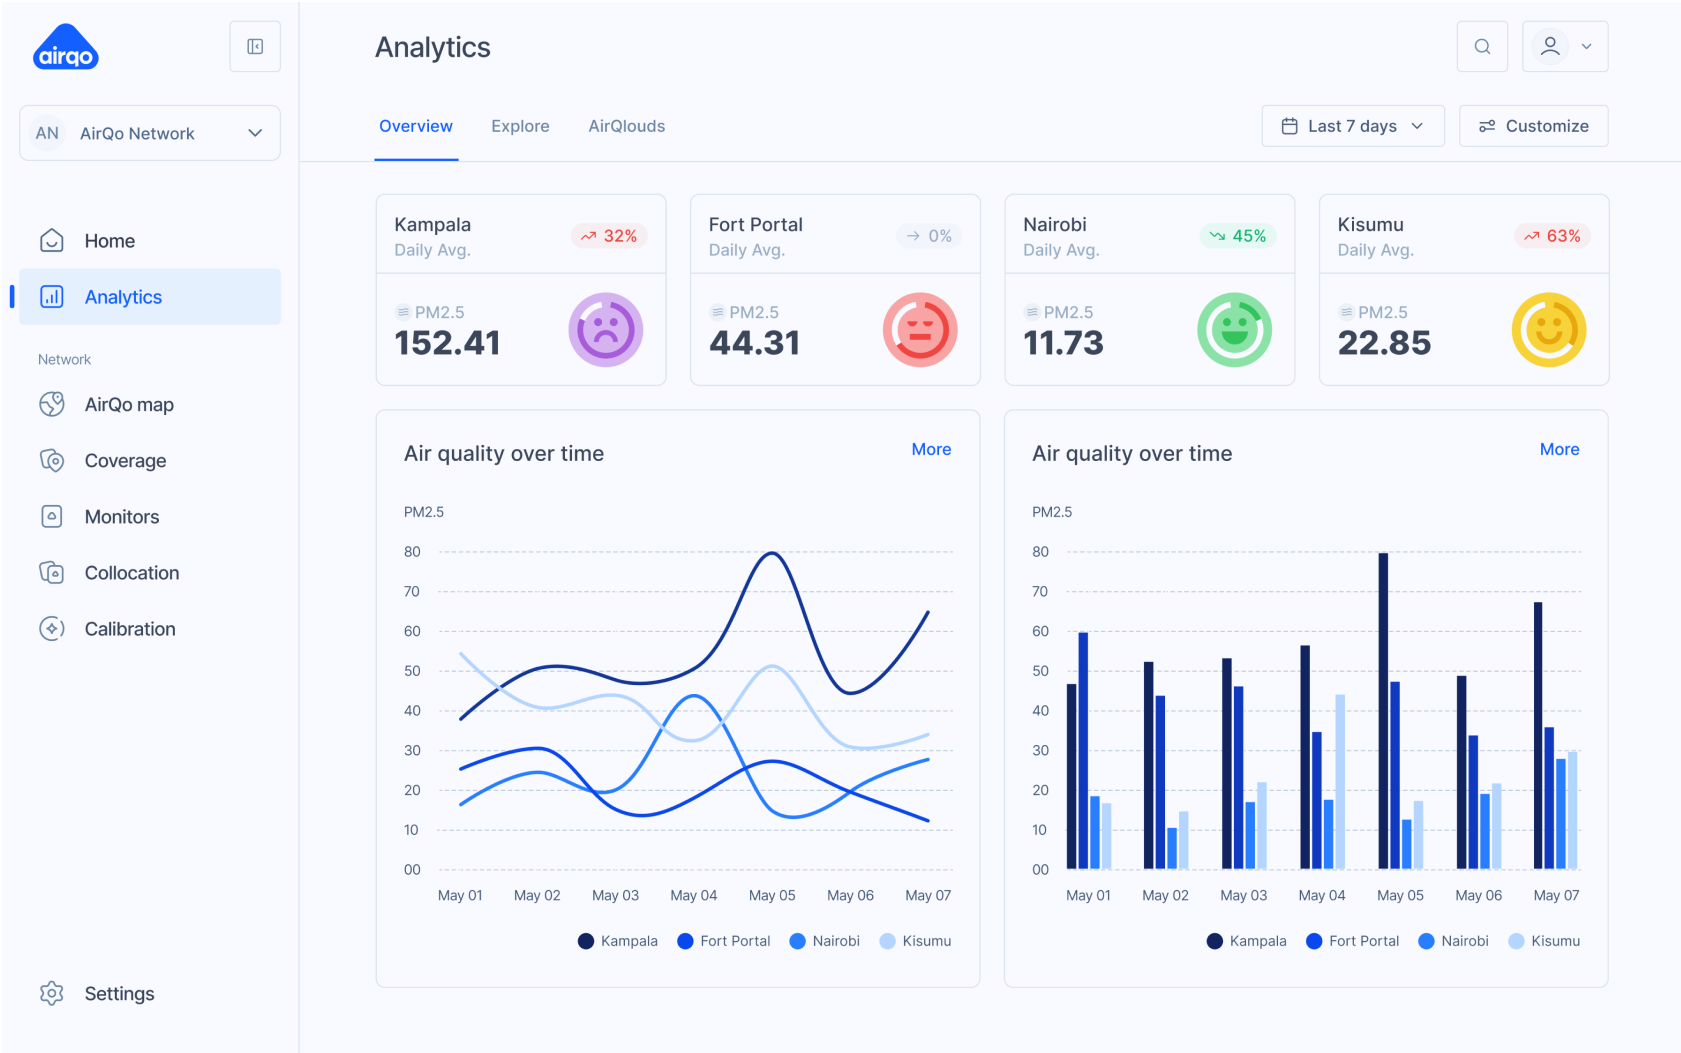 airqo
AN AirQo Network
Home
Analytics
Network
AirQo map
Coverage
Monitors
Collocation
Calibration
Settings
Analytics
Overview Explore AirQlouds
Last 7 days Customize
Kampala
Daily Avg.
32%
PM2.5
152.41
Fort Portal
Daily Avg.
0%
PM2.5
44.31
Nairobi
Daily Avg.
45%
PM2.5
11.73
Kisumu
Daily Avg.
63%
PM2.5
22.85
Air quality over time More
PM2.5
80
70
60
50
40
30
20
10
00
May 01 May 02 May 03 May 04 May 05 May 06 May 07
Kampala Fort Portal Nairobi Kisumu
Air quality over time More
PM2.5
80
70
60
50
40
30
20
10
00
May 01 May 02 May 03 May 04 May 05 May 06 May 07
Kampala Fort Portal Nairobi Kisumu